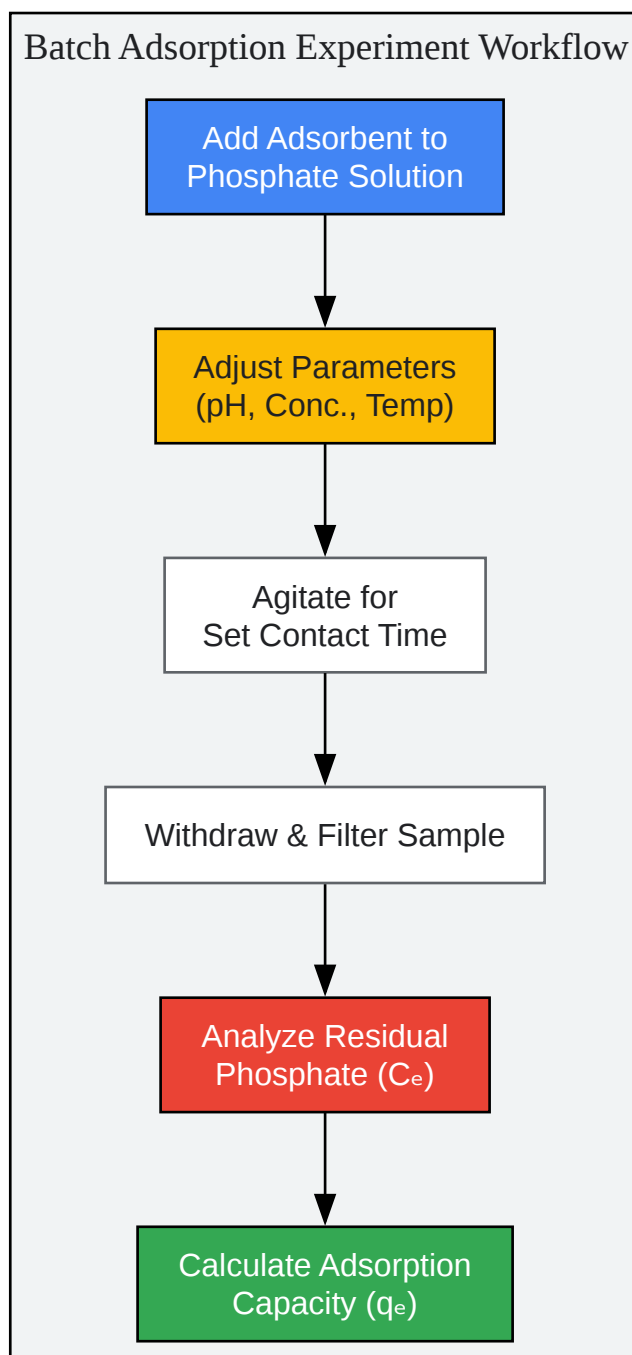 Batch Adsorption Experiment Workflow
Add Adsorbent to
Phosphate Solution
Adjust Parameters
(pH, Conc., Temp)
Agitate for
Set Contact Time
Withdraw & Filter Sample
Analyze Residual
Phosphate (Cₑ)
Calculate Adsorption
Capacity (qₑ)